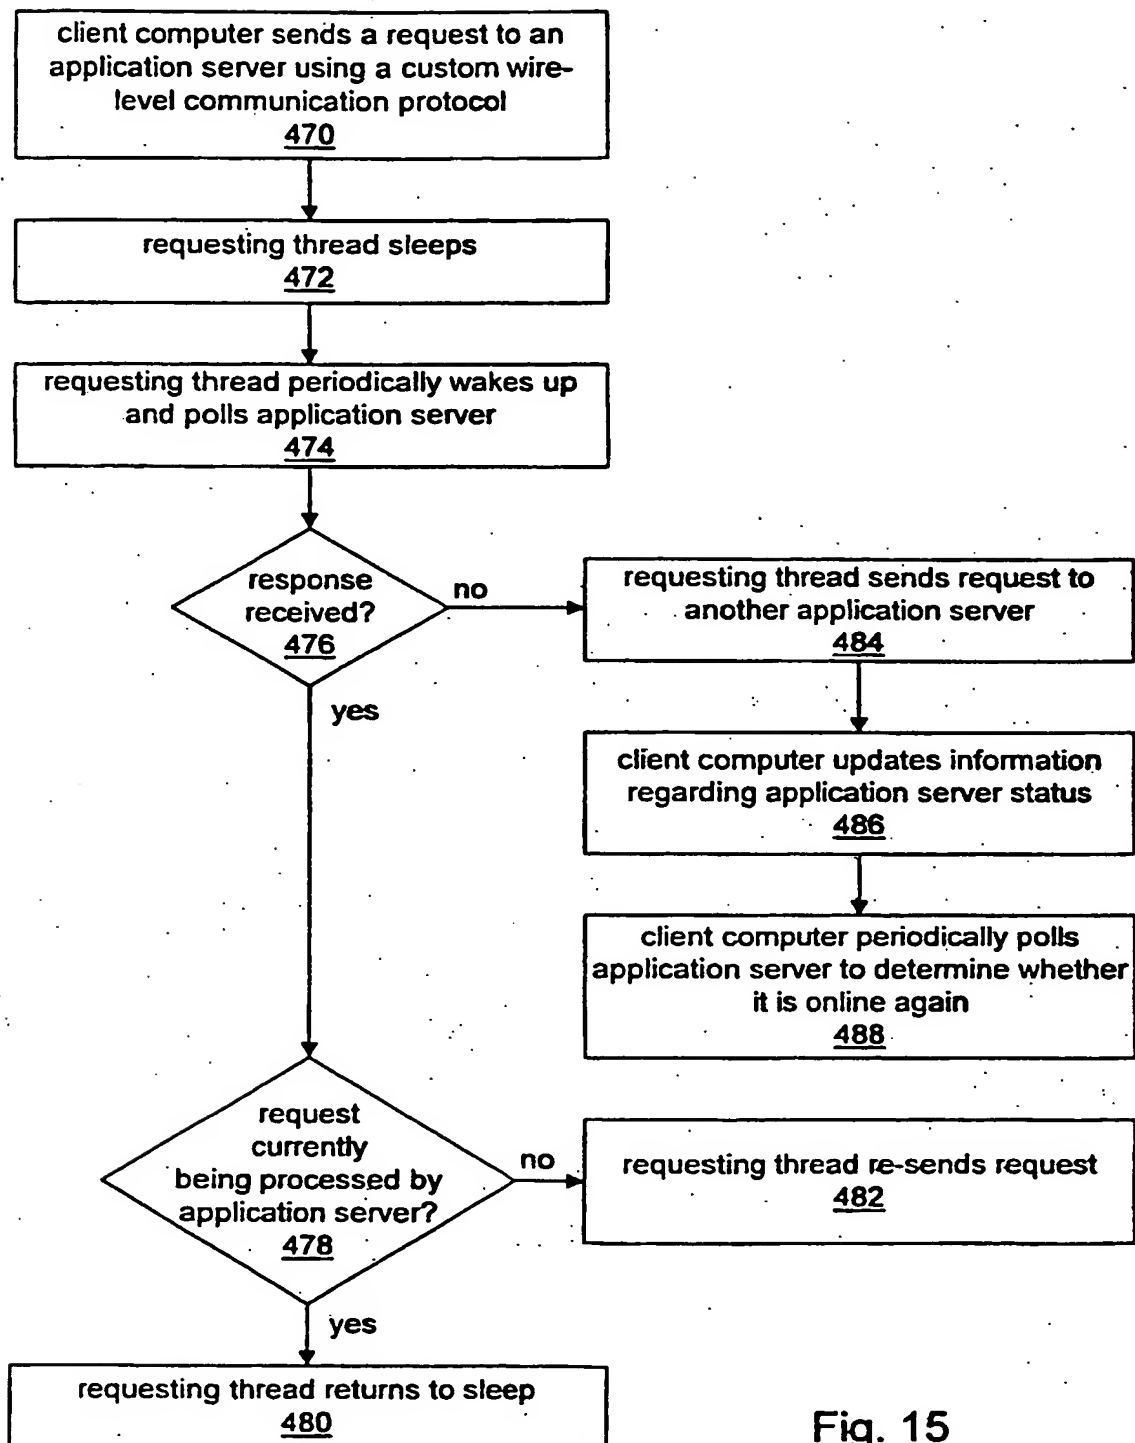 client computer sends a request to an
application server using a custom wire-
level communication protocol
470
requesting thread sleeps
472
requesting thread periodically wakes up
and polls application server
474
response
received?
476
no
requesting thread sends request to
another application server
484
yes
client computer updates information
regarding application server status
486
client computer periodically polls
application server to determine whether
it is online again
488
request
currently
being processed by
application server?
478
no
requesting thread re-sends request
482
yes
requesting thread returns to sleep
480
Fig. 15